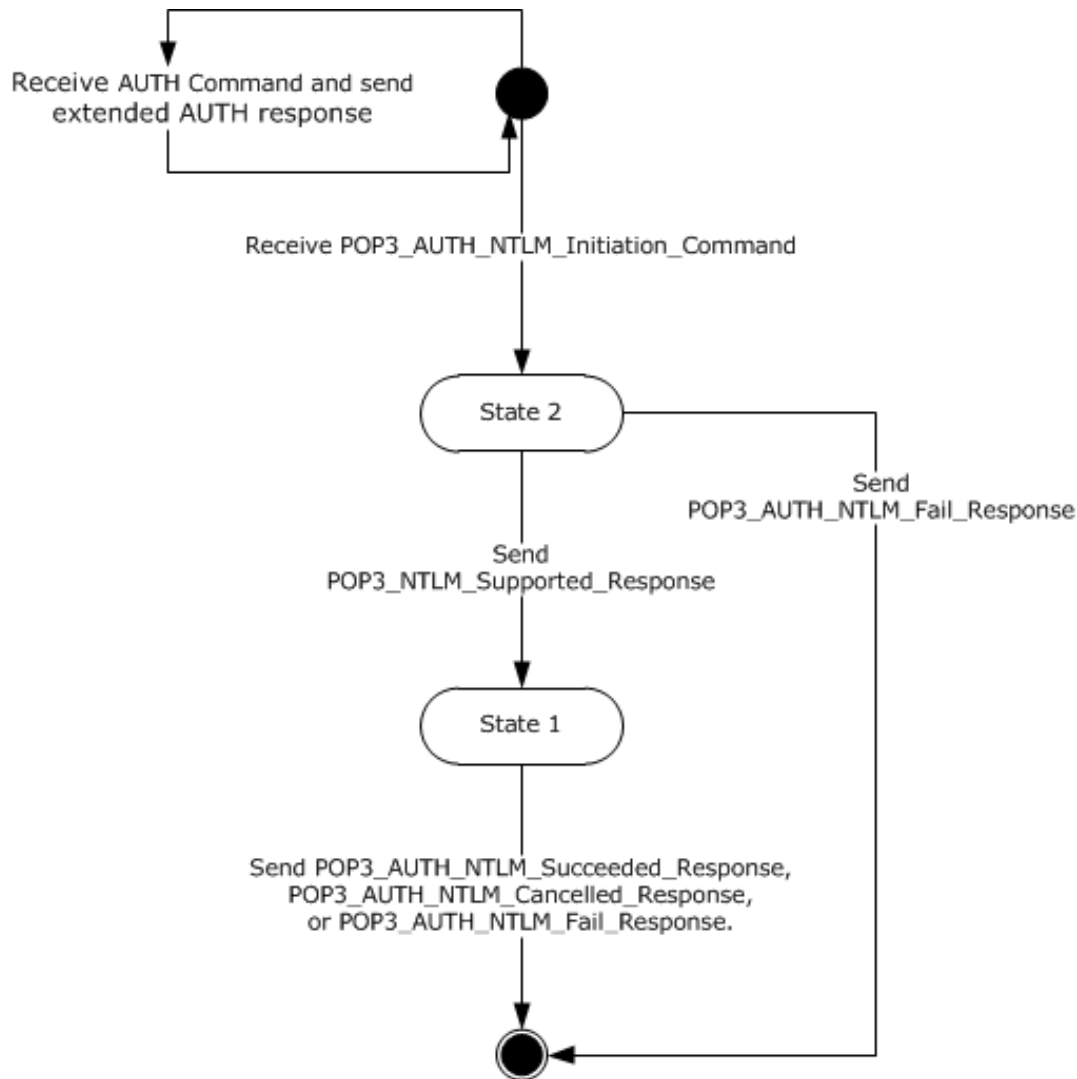 Receive AUTH Command and send
extended AUTH response
Receive POP3_AUTH_NTLM_Initiation_Command
State 2
Send
POP3_AUTH_NTLM_Fail_Response
Send
POP3_NTLM_Supported_Response
State 1
Send POP3_AUTH_NTLM_Succeeded_Response,
POP3_AUTH_NTLM_Cancelled_Response,
or POP3_AUTH_NTLM_Fail_Response.